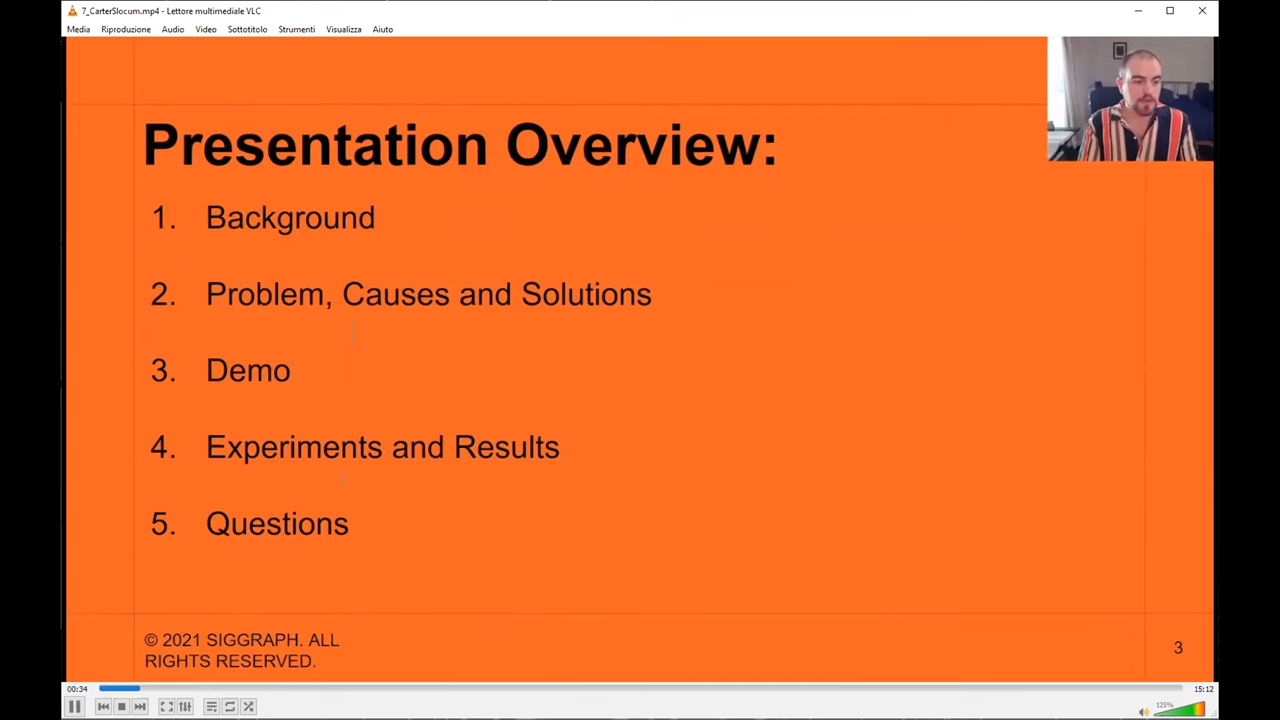 7_CarterSlocum.mp4 - Lettore multimediale VLC
Media Riproduzione Audio Video Sottotitolo Strumenti Visualizza Aiuto
Presentation Overview:
1. Background
2. Problem, Causes and Solutions
3. Demo
4. Experiments and Results
5. Questions
© 2021 SIGGRAPH. ALL
RIGHTS RESERVED.
3
00:34
15:12
125%